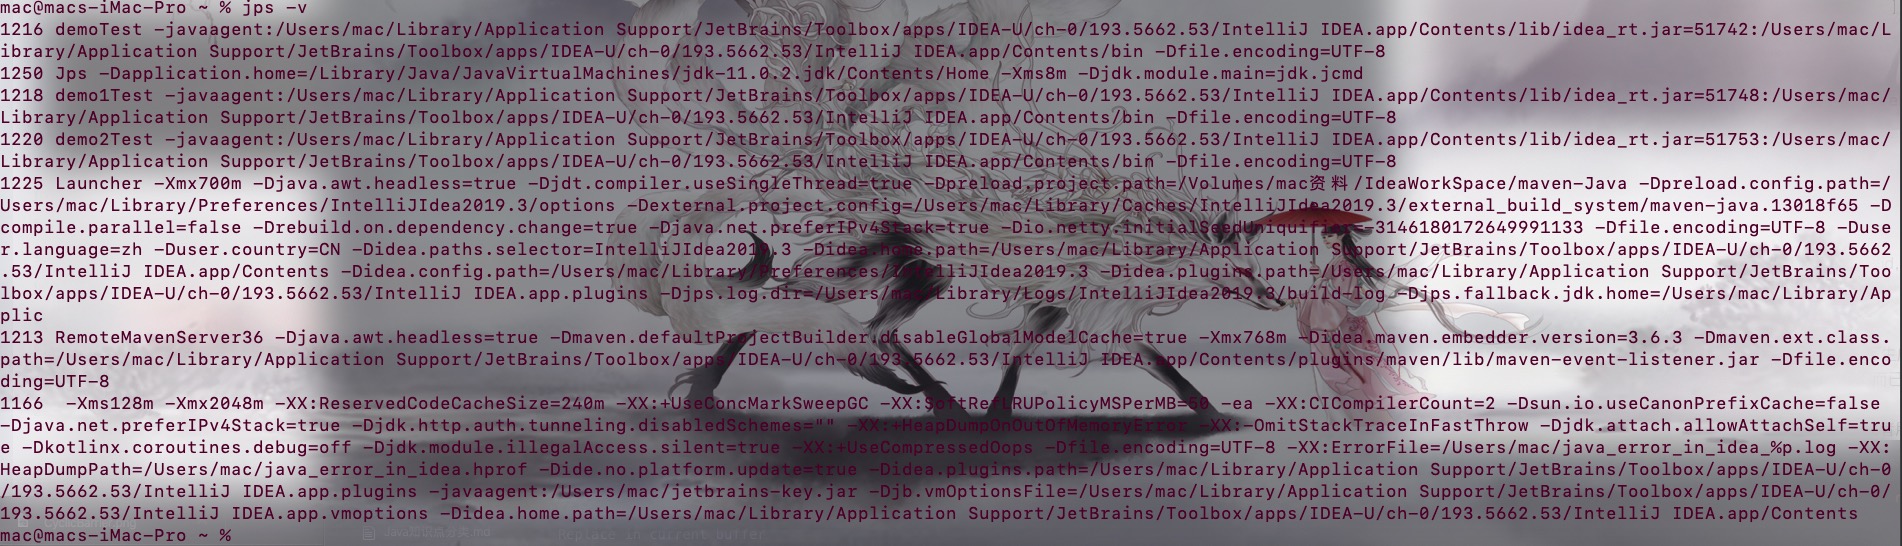 mac@macs-iMac-Pro ~ % jps -v
1216 demoTest -javaagent:/Users/mac/Library/Application Support/JetBrains/Toolbox/apps/IDEA-U/ch-0/193.5662.53/IntelliJ IDEA.app/Contents/lib/idea_rt.jar=51742:/Users/mac/L
ibrary/Application Support/JetBrains/Toolbox/apps/IDEA-U/ch-0/193.5662.53/IntelliJ IDEA.app/Contents/bin -Dfile.encoding=UTF-8
1250 Jps -Dapplication.home=/Library/Java/JavaVirtualMachines/jdk-11.0.2.jdk/Contents/Home -Xms8m -Djdk.module.main=jdk.jcmd
1218 demo1Test -javaagent:/Users/mac/Library/Application Support/JetBrains/Toolbox/apps/IDEA-U/ch-0/193.5662.53/IntelliJ IDEA.app/Contents/lib/idea_rt.jar=51748:/Users/mac/
Library/Application Support/JetBrains/Toolbox/apps/IDEA-U/ch-0/193.5662.53/IntelliJ IDEA.app/Contents/bin -Dfile.encoding=UTF-8
1220 demo2Test -javaagent:/Users/mac/Library/Application Support/JetBrains/Toolbox/apps/IDEA-U/ch-0/193.5662.53/IntelliJ IDEA.app/Contents/lib/idea_rt.jar=51753:/Users/mac/
Library/Application Support/JetBrains/Toolbox/apps/IDEA-U/ch-0/193.5662.53/IntelliJ IDEA.app/Contents/bin -Dfile.encoding=UTF-8
1225 Launcher -Xmx700m -Djava.awt.headless=true -Djdt.compiler.useSingleThread=true -Dpreload.project.path=/Volumes/mac资料/IdeaWorkSpace/maven-Java -Dpreload.config.path=/
Users/mac/Library/Preferences/IntelliJIdea2019.3/options -Dexternal.project.config=/Users/mac/Library/Caches/IntelliJIdea2019.3/external_build_system/maven-java.13018f65 -D
compile.parallel=false -Drebuild.on.dependency.change=true -Djava.net.preferIPv4Stack=true -Dio.netty.initialSeedUniquifier=-3146180172649991133 -Dfile.encoding=UTF-8 -Duse
r.language=zh -Duser.country=CN -Didea.paths.selector=IntelliJIdea2019.3 -Didea.home.path=/Users/mac/Library/Application Support/JetBrains/Toolbox/apps/IDEA-U/ch-0/193.5662
.53/IntelliJ IDEA.app/Contents -Didea.config.path=/Users/mac/Library/Preferences/IntelliJIdea2019.3 -Didea.plugins.path=/Users/mac/Library/Application Support/JetBrains/Too
lbox/apps/IDEA-U/ch-0/193.5662.53/IntelliJ IDEA.app.plugins -Djps.log.dir=/Users/mac/Library/Logs/IntelliJIdea2019.3/build-log -Djps.fallback.jdk.home=/Users/mac/Library/Ap
plic
1213 RemoteMavenServer36 -Djava.awt.headless=true -Dmaven.defaultProjectBuilder.disableGlobalModelCache=true -Xmx768m -Didea.maven.embedder.version=3.6.3 -Dmaven.ext.class.
path=/Users/mac/Library/Application Support/JetBrains/Toolbox/apps/IDEA-U/ch-0/193.5662.53/IntelliJ IDEA.app/Contents/plugins/maven/lib/maven-event-listener.jar -Dfile.enco
ding=UTF-8
1166  -Xms128m -Xmx2048m -XX:ReservedCodeCacheSize=240m -XX:+UseConcMarkSweepGC -XX:SoftRefLRUPolicyMSPerMB=50 -ea -XX:CICompilerCount=2 -Dsun.io.useCanonPrefixCache=false
-Djava.net.preferIPv4Stack=true -Djdk.http.auth.tunneling.disabledSchemes="" -XX:+HeapDumpOnOutOfMemoryError -XX:-OmitStackTraceInFastThrow -Djdk.attach.allowAttachSelf=tru
e -Dkotlinx.coroutines.debug=off -Djdk.module.illegalAccess.silent=true -XX:+UseCompressedOops -Dfile.encoding=UTF-8 -XX:ErrorFile=/Users/mac/java_error_in_idea_%p.log -XX:
HeapDumpPath=/Users/mac/java_error_in_idea.hprof -Dide.no.platform.update=true -Didea.plugins.path=/Users/mac/Library/Application Support/JetBrains/Toolbox/apps/IDEA-U/ch-0
/193.5662.53/IntelliJ IDEA.app.plugins -javaagent:/Users/mac/jetbrains-key.jar -Djb.vmOptionsFile=/Users/mac/Library/Application Support/JetBrains/Toolbox/apps/IDEA-U/ch-0/
193.5662.53/IntelliJ IDEA.app.vmoptions -Didea.home.path=/Users/mac/Library/Application Support/JetBrains/Toolbox/apps/IDEA-U/ch-0/193.5662.53/IntelliJ IDEA.app/Contents
mac@macs-iMac-Pro ~ %
Replace in current buffer